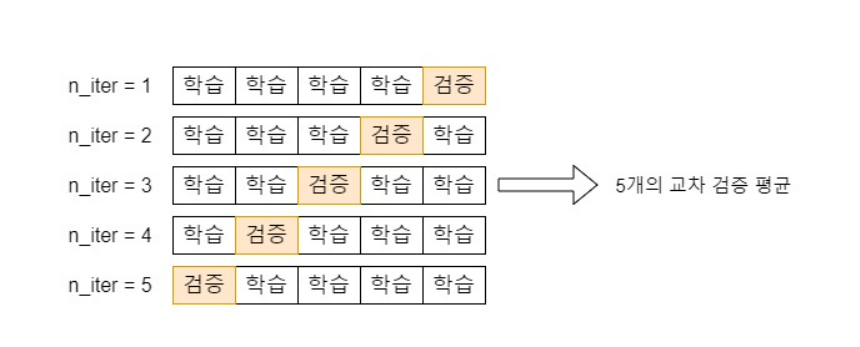 n_iter = 1 학습 학습 학습 학습 검증
n_iter = 2 학습 학습 학습 검증 학습
n_iter = 3 학습 학습 검증 학습 학습 5개의 교차 검증 평균
n_iter = 4 학습 검증 학습 학습 학습
n_iter = 5 검증 학습 학습 학습 학습